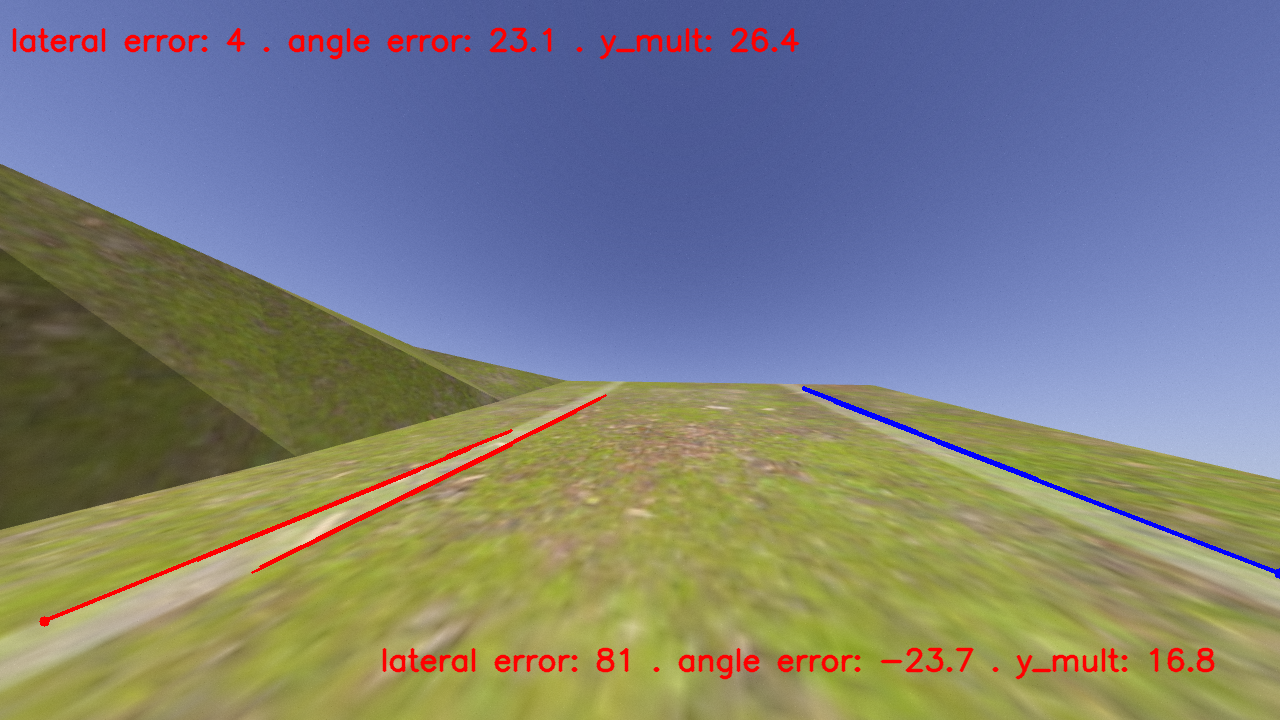 lateral error: 4 . angle error: 23.1 . y_mult: 26.4
lateral error: 81 . angle error: −23.7 . y_mult: 16.8